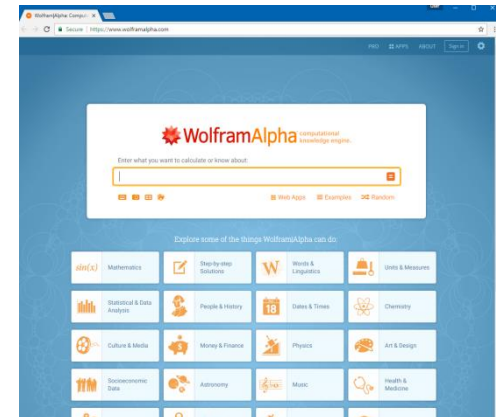 WolframAlpha Comput
Secure
https://www.wolframalpha.com
PRO
APPS
ABOUT
Sign in
WolframAlpha computational
knowledge engine.
Enter what you want to calculate or know about:
Web Apps
Examples
Random
Explore some of the things WolframAlpha can do:
sin(x)
Mathematics
Step-by-step
Solutions
W
Words &
Linguistics
Units & Measures
Statistical & Data
Analysis
People & History
18
Dates & Times
Chemistry
Culture & Media
$
Money & Finance
Physics
Art & Design
Socioeconomic
Data
Astronomy
Music
Health &
Medicine